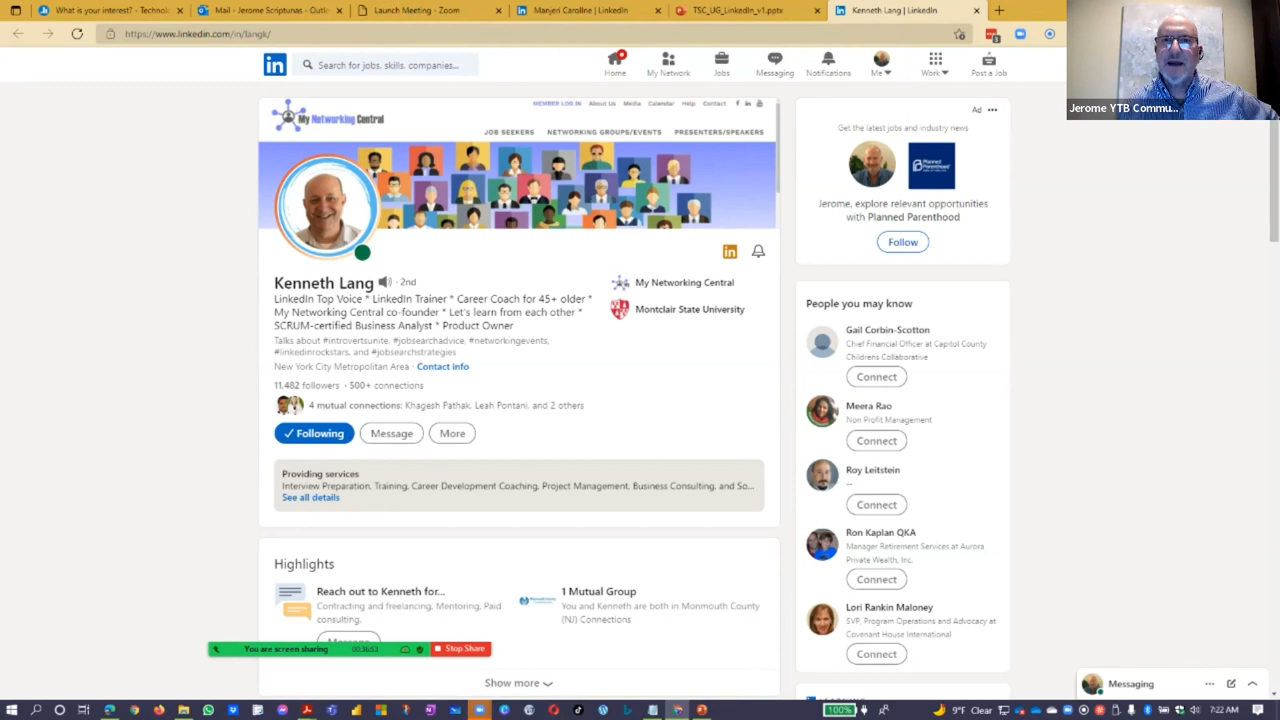 What is your interest? - Technolo
Mail - Jerome Scriptunas - Outlo
Launch Meeting - Zoom
Manjeri Caroline | LinkedIn
TSC_UG_LinkedIn_v1.pptx
Kenneth Lang | LinkedIn
https://www.linkedin.com/in/langk/
Search for jobs, skills, companies...
Home
My Network
Jobs
Messaging
Notifications
Me
Work
Post a Job
Jerome YTB Commu...
MEMBER LOG IN About Us Media Calendar Help Contact
My Networking Central
JOB SEEKERS NETWORKING GROUPS/EVENTS PRESENTERS/SPEAKERS
Kenneth Lang · 2nd
LinkedIn Top Voice * LinkedIn Trainer * Career Coach for 45+ older *
My Networking Central co-founder * Let's learn from each other *
SCRUM-certified Business Analyst * Product Owner
Talks about #introvertsunite, #jobsearchadvice, #networkingevents,
#linkedinrockstars, and #jobsearchstrategies
New York City Metropolitan Area · Contact info
11,482 followers · 500+ connections
4 mutual connections: Khagesh Pathak, Leah Fontani, and 2 others
Following
Message
More
My Networking Central
Montclair State University
Providing services
Interview Preparation, Training, Career Development Coaching, Project Management, Business Consulting, and So...
See all details
Highlights
Reach out to Kenneth for...
Contracting and freelancing, Mentoring, Paid
consulting.
Message
1 Mutual Group
You and Kenneth are both in Monmouth County
(NJ) Connections
You are screen sharing 00:36:53 Stop Share
Show more
Ad
Get the latest jobs and industry news
Planned Parenthood
Jerome, explore relevant opportunities
with Planned Parenthood
Follow
People you may know
Gail Corbin-Scotton
Chief Financial Officer at Capitol County
Childrens Collaborative
Connect
Meera Rao
Non Profit Management
Connect
Roy Leitstein
--
Connect
Ron Kaplan QKA
Manager Retirement Services at Aurora
Private Wealth, Inc.
Connect
Lori Rankin Maloney
SVP, Program Operations and Advocacy at
Covenant House International
Connect
Messaging
100%
9°F Clear
7:22 AM